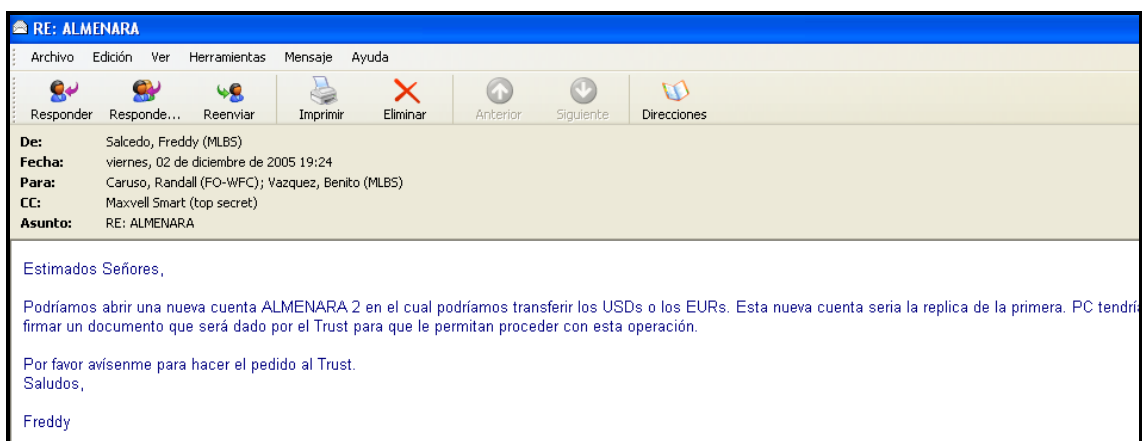 RE: ALMENARA
Archivo Edición Ver Herramientas Mensaje Ayuda
Responder Responde... Reenviar Imprimir Eliminar Anterior Siguiente Direcciones
De: Salcedo, Freddy (MLBS)
Fecha: viernes, 02 de diciembre de 2005 19:24
Para: Caruso, Randall (FO-WFC); Vazquez, Benito (MLBS)
CC: Maxvell Smart (top secret)
Asunto: RE: ALMENARA
Estimados Señores,
Podríamos abrir una nueva cuenta ALMENARA 2 en el cual podríamos transferir los USDs o los EURs. Esta nueva cuenta seria la replica de la primera. PC tendría
firmar un documento que será dado por el Trust para que le permitan proceder con esta operación.
Por favor avísenme para hacer el pedido al Trust.
Saludos,
Freddy